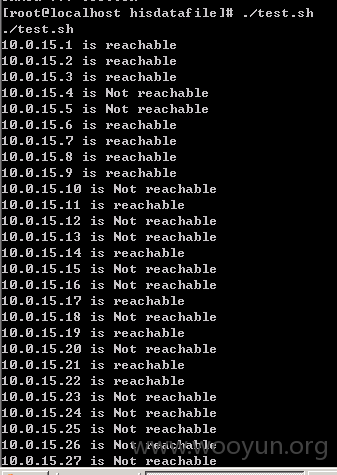 [root@localhost hisdatafile]# ./test.sh
./test.sh
10.0.15.1 is reachable
10.0.15.2 is reachable
10.0.15.3 is reachable
10.0.15.4 is Not reachable
10.0.15.5 is Not reachable
10.0.15.6 is reachable
10.0.15.7 is reachable
10.0.15.8 is reachable
10.0.15.9 is reachable
10.0.15.10 is Not reachable
10.0.15.11 is reachable
10.0.15.12 is Not reachable
10.0.15.13 is Not reachable
10.0.15.14 is reachable
10.0.15.15 is Not reachable
10.0.15.16 is Not reachable
10.0.15.17 is reachable
10.0.15.18 is Not reachable
10.0.15.19 is reachable
10.0.15.20 is Not reachable
10.0.15.21 is reachable
10.0.15.22 is reachable
10.0.15.23 is Not reachable
10.0.15.24 is Not reachable
10.0.15.25 is Not reachable
10.0.15.26 is Not reachable
10.0.15.27 is Not reachable
www.wooyun.org